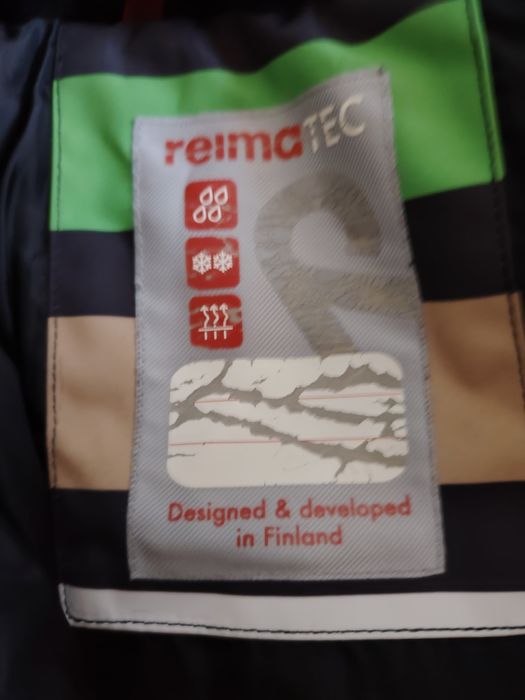 reimaTEC
Designed & developed
in Finland